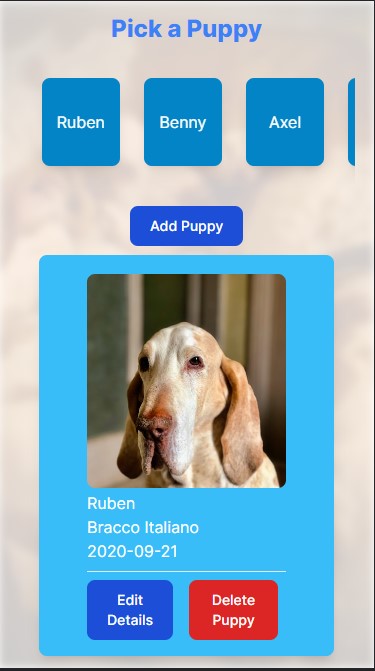 Pick a Puppy
Ruben Benny Axel
Add Puppy
Ruben
Bracco Italiano
2020-09-21
Edit Delete
Details Puppy